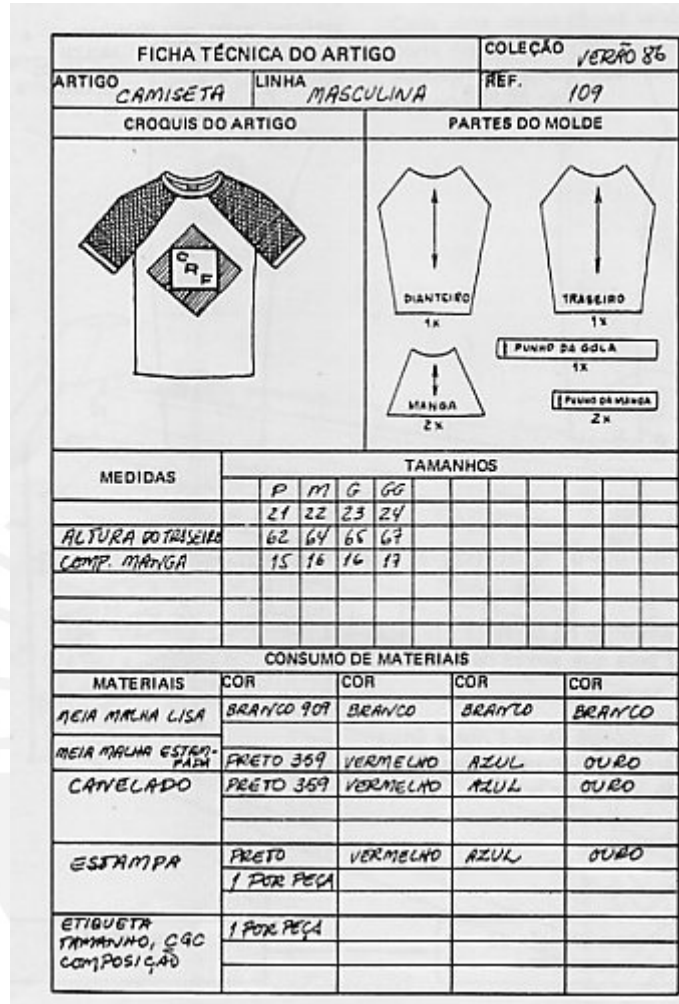 FICHA TÉCNICA DO ARTIGO
COLEÇÃO VERÃO 86
ARTIGO CAMISETA
LINHA MASCULINA
REF. 109
CROQUIS DO ARTIGO
PARTES DO MOLDE
C
R
F
DIANTEIRO
1x
TRASEIRO
1x
PUNHO DA GOLA
1x
MANGA
2x
PUNHO DA MANGA
2x
MEDIDAS
TAMANHOS
P M G GG
21 22 23 24
ALTURA DO TRASEIRO 62 64 65 67
COMP. MANGA 15 16 16 17
CONSUMO DE MATERIAIS
MATERIAIS COR COR COR COR
MEIA MALHA LISA BRANCO 909 BRANCO BRANCO BRANCO
MEIA MALHA ESTAM-
PADA PRETO 359 VERMELHO AZUL OURO
CANELADO PRETO 359 VERMELHO AZUL OURO
ESTAMPA PRETO VERMELHO AZUL OURO
1 POR PEÇA
ETIQUETA 1 POR PEÇA
TAMANHO, CGC
COMPOSIÇÃO